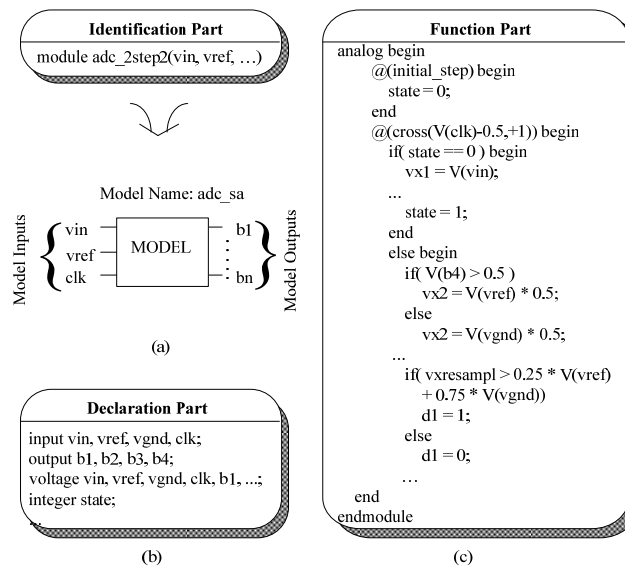 Identification Part
module adc_2step2(vin, vref, …)
Model Name: adc_sa
Model Inputs
vin
vref
clk
MODEL
b1
bn
Model Outputs
(a)
Declaration Part
input vin, vref, vgnd, clk;
output b1, b2, b3, b4;
voltage vin, vref, vgnd, clk, b1, ...;
integer state;
...
(b)
Function Part
analog begin
@(initial_step) begin
state = 0;
end
@(cross(V(clk)-0.5,+1)) begin
if( state == 0 ) begin
vx1 = V(vin);
...
state = 1;
end
else begin
if( V(b4) > 0.5 )
vx2 = V(vref) * 0.5;
else
vx2 = V(vgnd) * 0.5;
...
if( vxresampl > 0.25 * V(vref)
+ 0.75 * V(vgnd))
d1 = 1;
else
d1 = 0;
...
end
endmodule
(c)